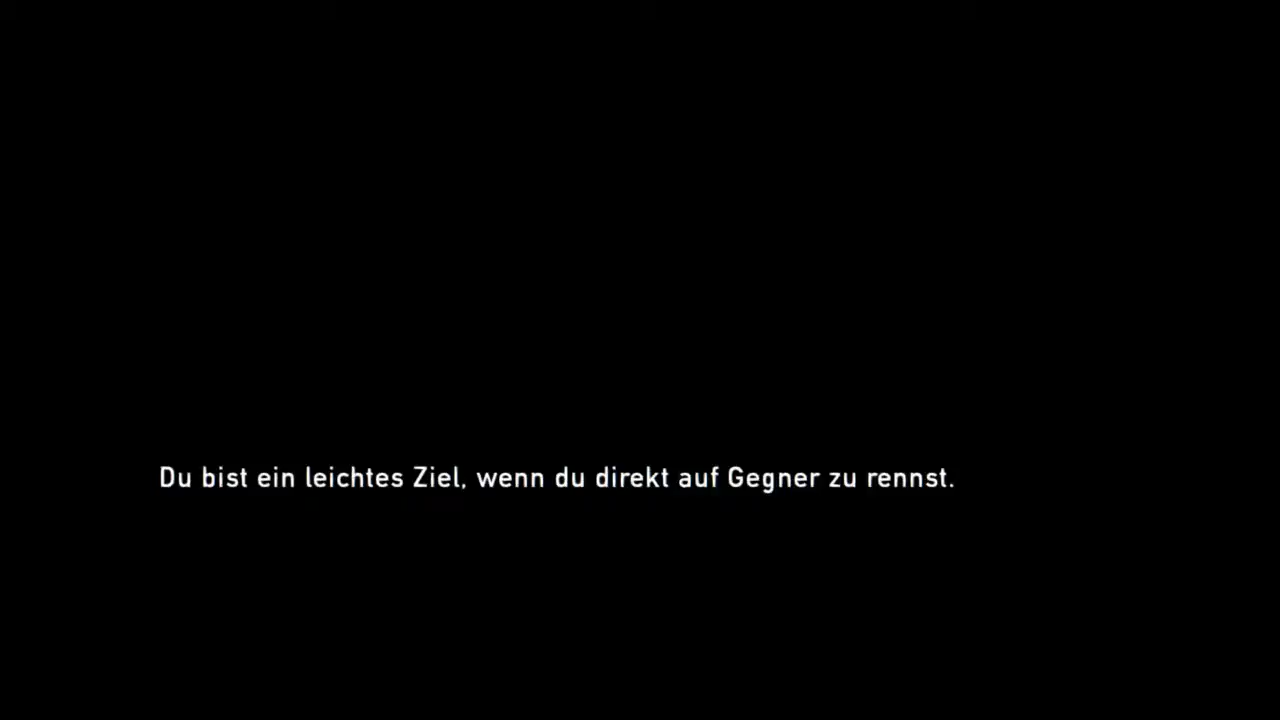 Du bist ein leichtes Ziel, wenn du direkt auf Gegner zu rennst.